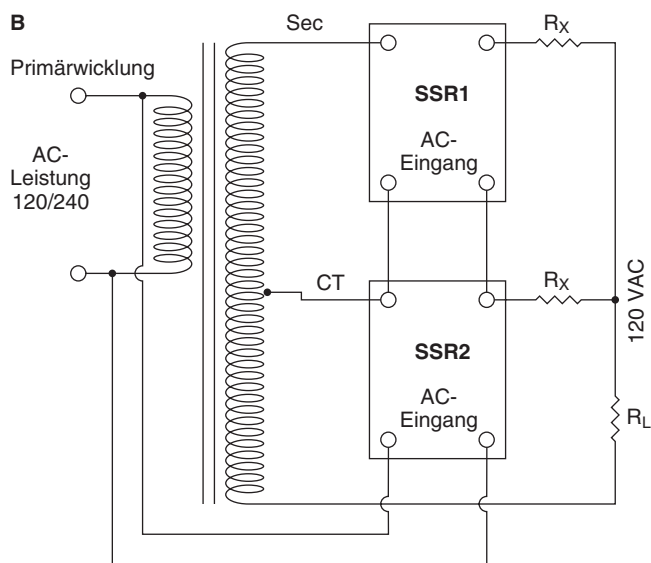 B
Sec
Primärwicklung
AC-
Leistung
120/240
SSR1
AC-
Eingang
RX
CT
SSR2
AC-
Eingang
RX
120 VAC
RL